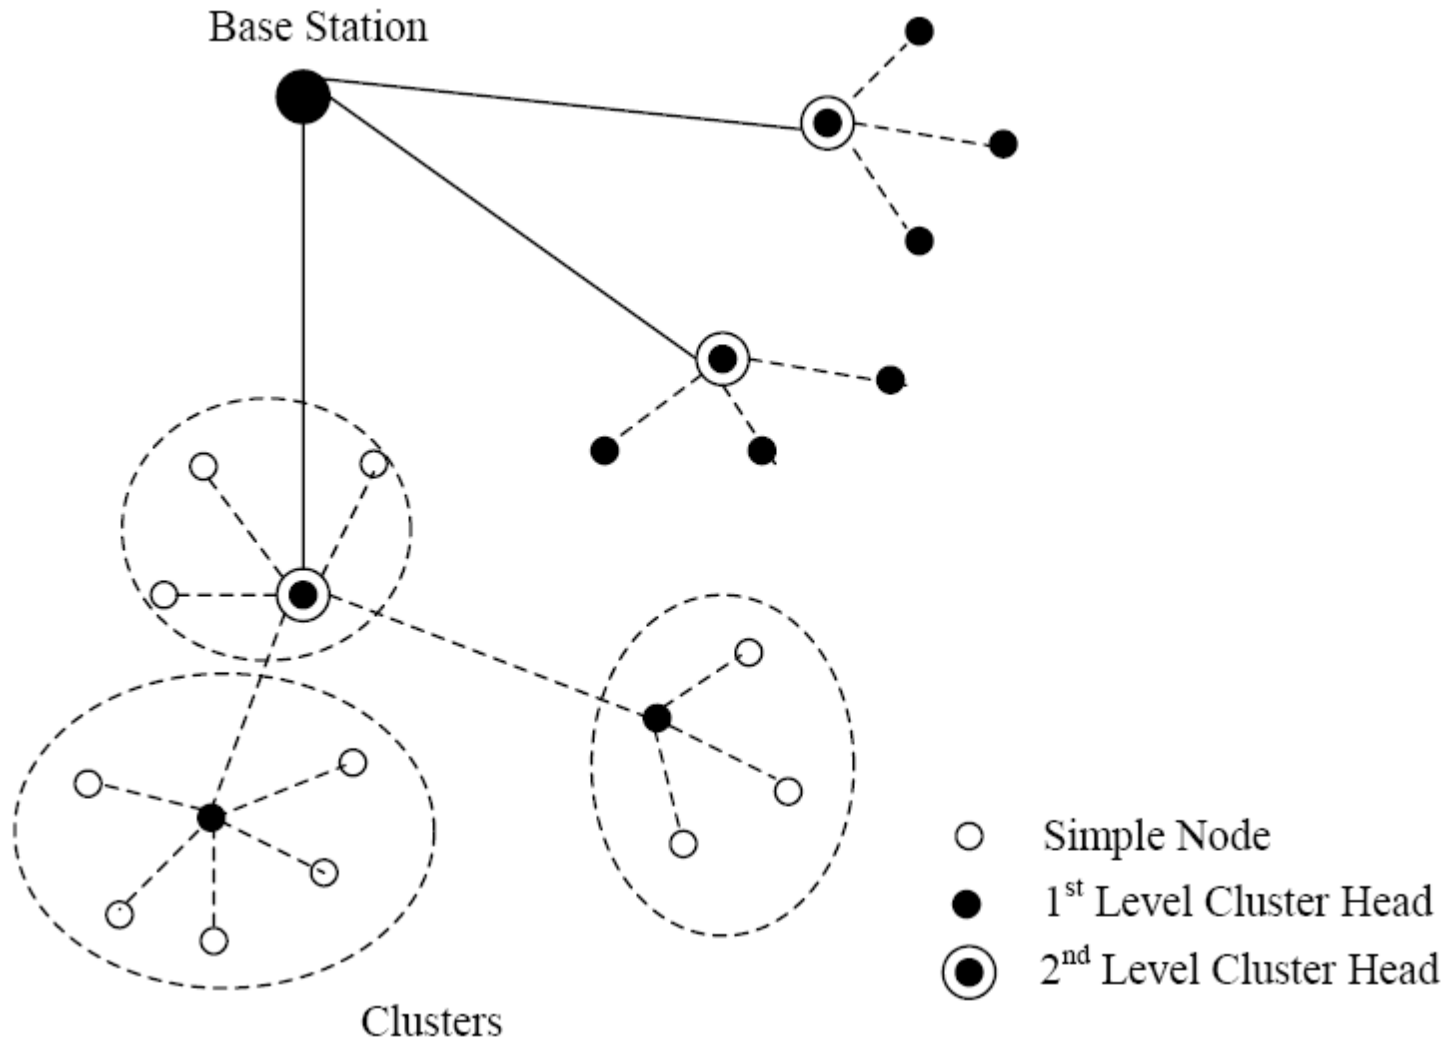 Base Station
Simple Node
1st Level Cluster Head
2nd Level Cluster Head
Clusters